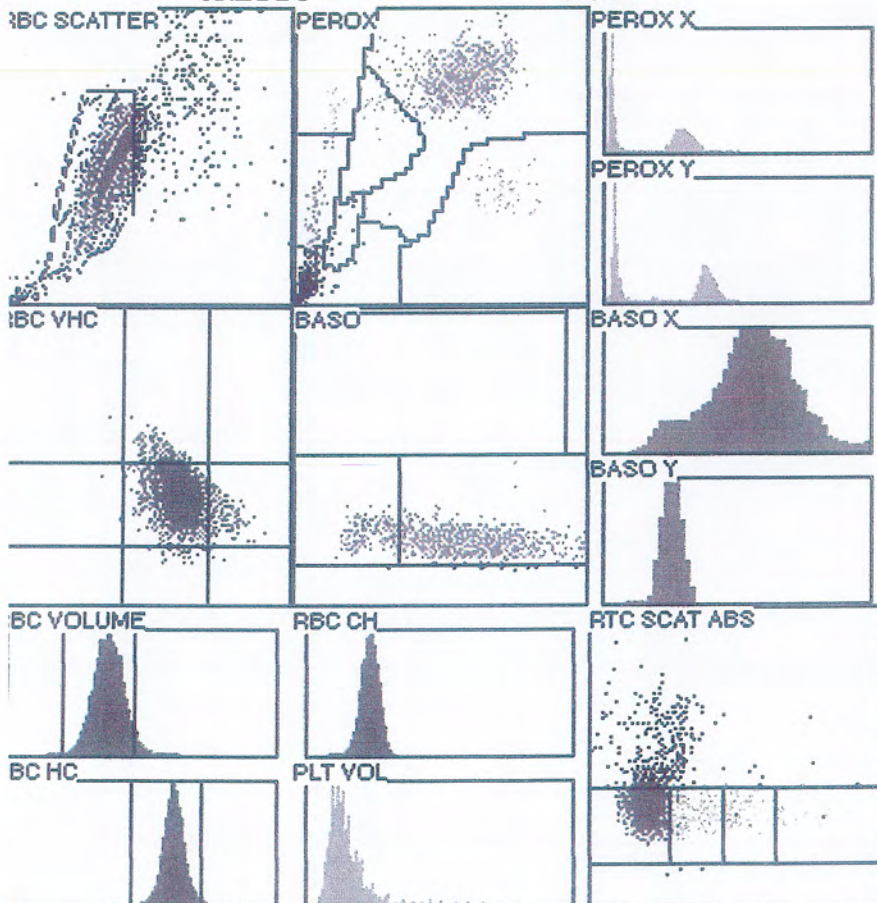 RBC SCATTER
PEROX
PEROX X
PEROX Y
RBC VHC
BASO
BASO X
BASO Y
RBC VOLUME
RBC CH
RTC SCAT ABS
BC HC
PLT VOL